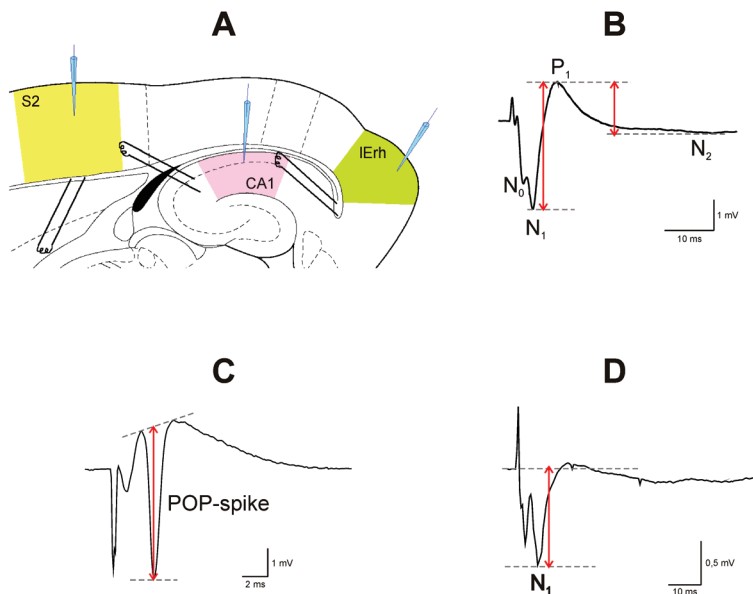 A
S2
CA1
lErh
B
P1
N0
N1
N2
1 mV
10 ms
C
POP-spike
1 mV
2 ms
D
N1
0,5 mV
10 ms